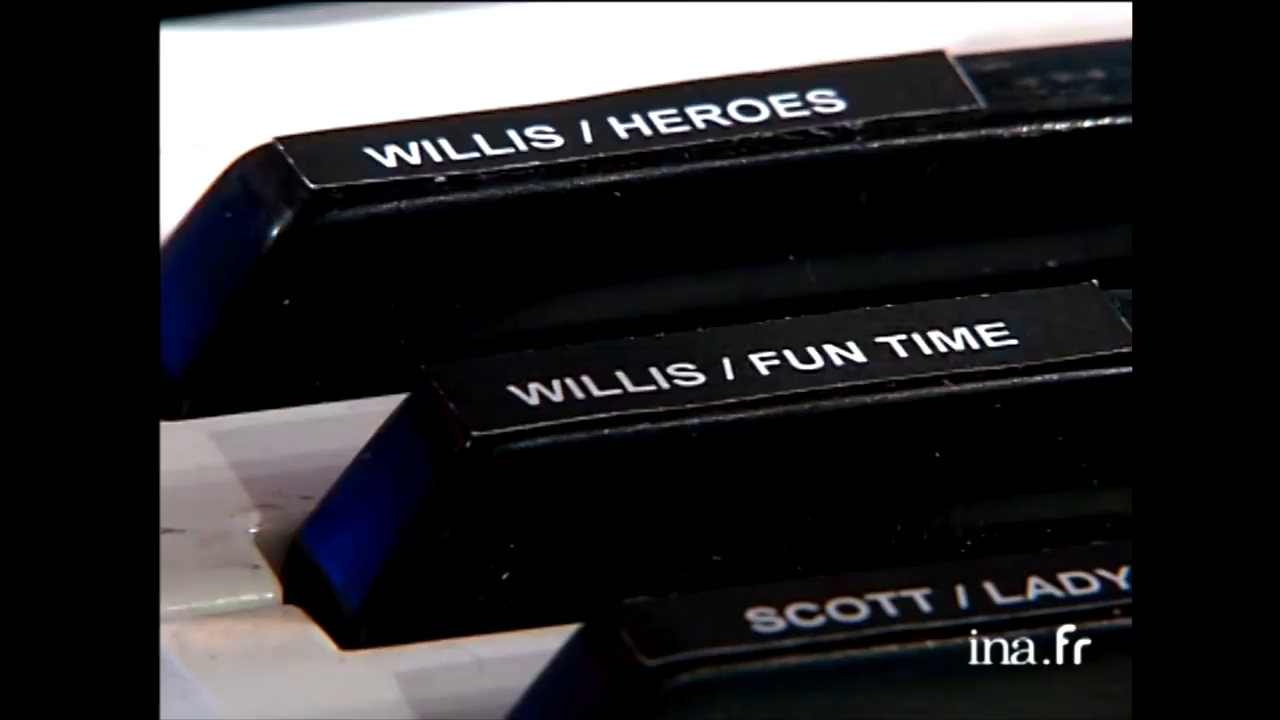 WILLIS / HEROES
WILLIS / FUN TIME
SCOTT / LADY
ina.fr